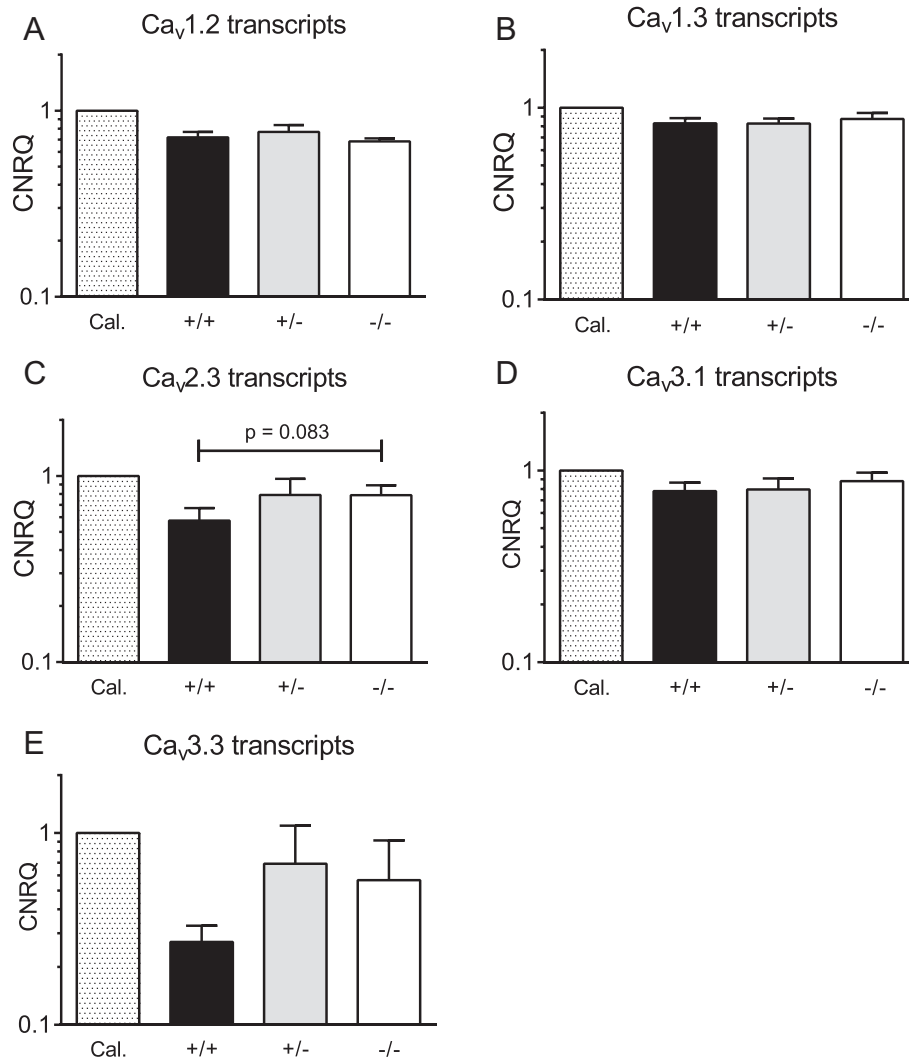 A
Cav1.2 transcripts
CNRQ
1
0.1
Cal.
+/+
+/-
-/-
B
Cav1.3 transcripts
CNRQ
1
0.1
Cal.
+/+
+/-
-/-
C
Cav2.3 transcripts
p = 0.083
CNRQ
1
0.1
Cal.
+/+
+/-
-/-
D
Cav3.1 transcripts
CNRQ
1
0.1
Cal.
+/+
+/-
-/-
E
Cav3.3 transcripts
CNRQ
1
0.1
Cal.
+/+
+/-
-/-